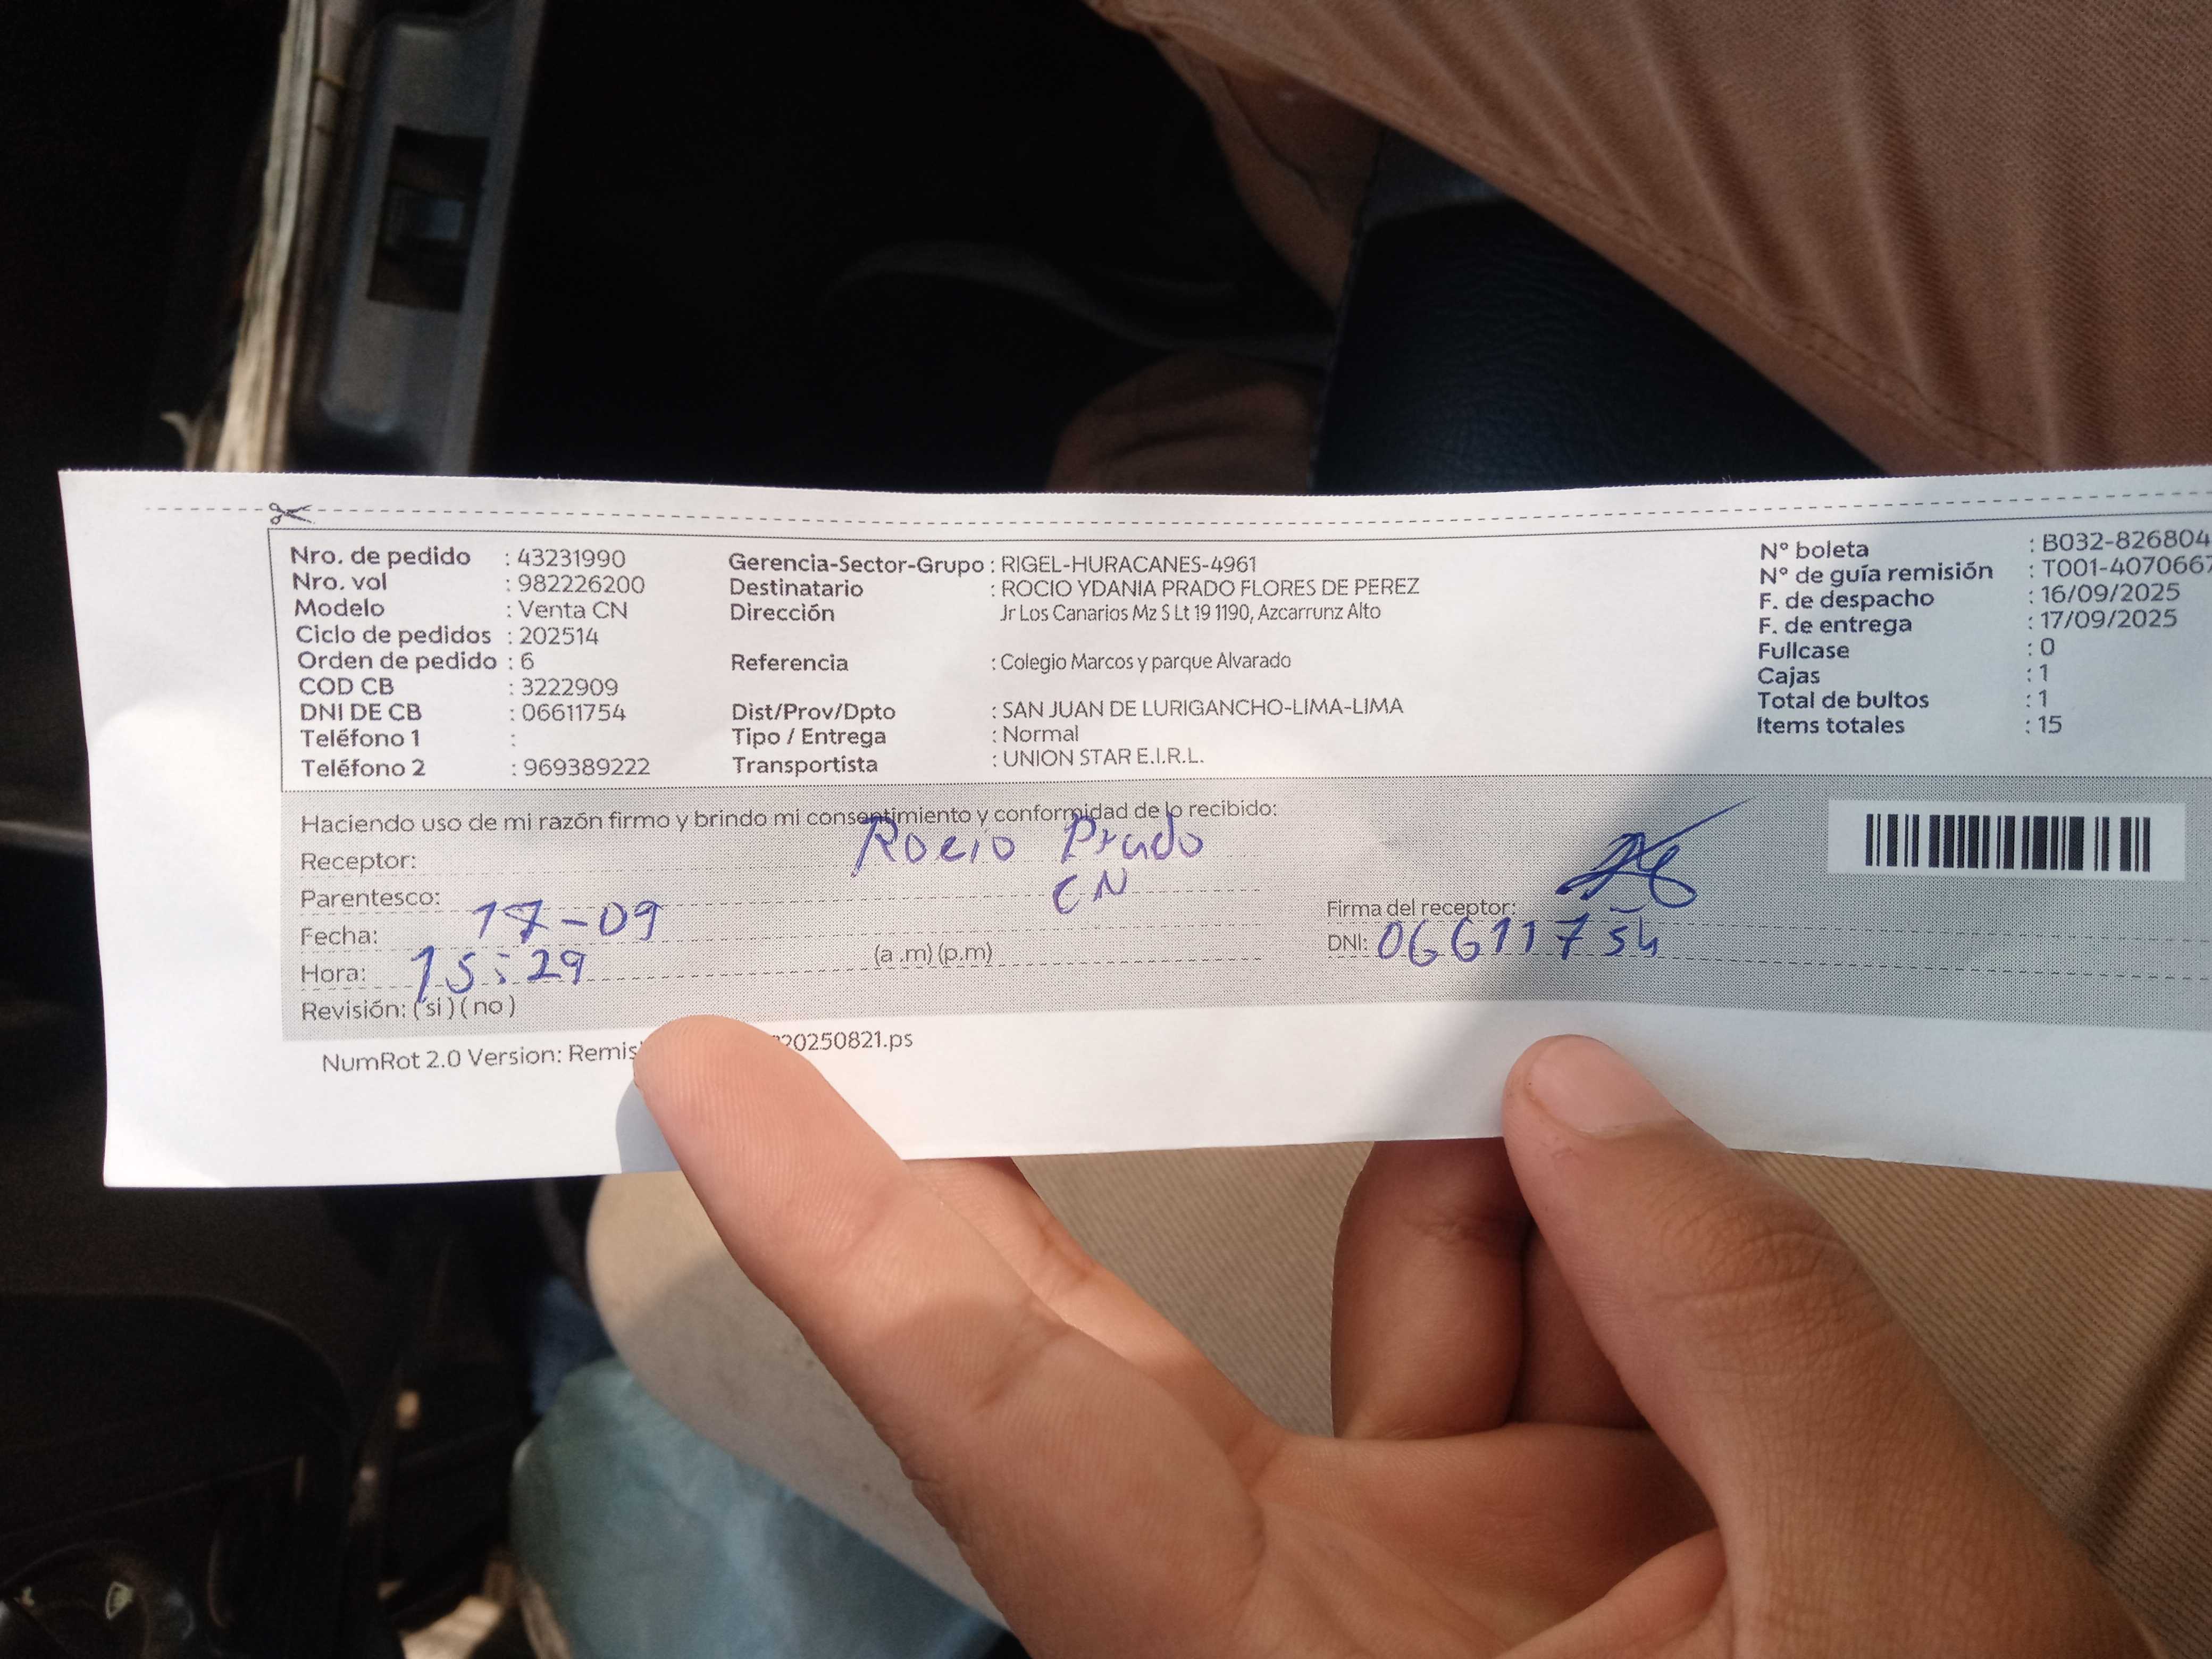 Nro. de pedido : 43231990
Nro. vol : 982226200
Modelo : Venta CN
Ciclo de pedidos : 202514
Orden de pedido : 6
COD CB : 3222909
DNI DE CB : 06611754
Teléfono 1 :
Teléfono 2 : 969389222
Gerencia-Sector-Grupo : RIGEL-HURACANES-4961
Destinatario : ROCIO YDANIA PRADO FLORES DE PEREZ
Dirección Jr Los Canarios Mz S Lt 19 1190, Azcarrunz Alto
Referencia : Colegio Marcos y parque Alvarado
Dist/Prov/Dpto : SAN JUAN DE LURIGANCHO-LIMA-LIMA
Tipo / Entrega : Normal
Transportista : UNION STAR E.I.R.L.
N° boleta : B032-826804
N° de guía remisión : T001-4070667
F. de despacho : 16/09/2025
F. de entrega : 17/09/2025
Fullcase : 0
Cajas : 1
Total de bultos : 1
Items totales : 15
Haciendo uso de mi razón firmo y brindo mi consentimiento y conformidad de lo recibido:
Receptor: Rocio Prado
Parentesco: CN
Fecha: 17-09
Hora: 15:29 (a.m) (p.m)
Revisión: (si) (no)
Firma del receptor:
DNI: 06611754
NumRot 2.0 Version: Remis 20250821.ps